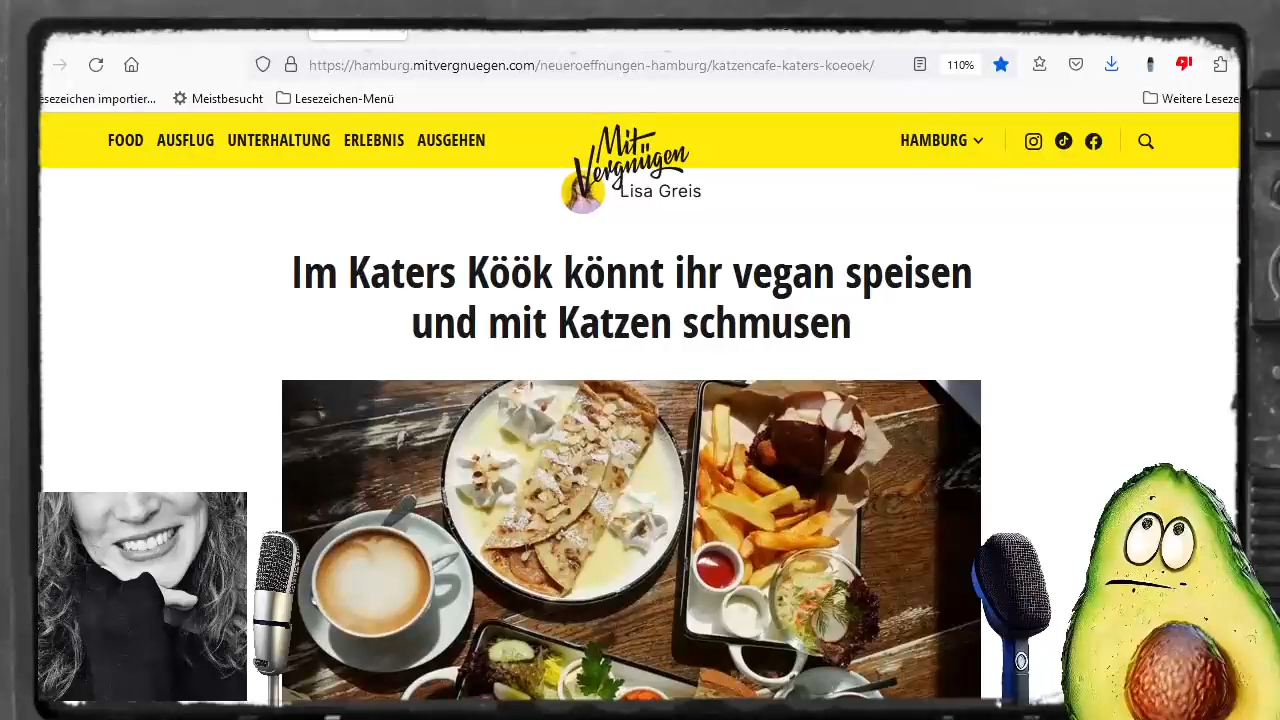 https://hamburg.mitvergnuegen.com/neueroeffnungen-hamburg/katzencafe-katers-koeoek/
110%
esezeichen importier...
Meistbesucht
Lesezeichen-Menü
Weitere Leseze
FOOD AUSFLUG UNTERHALTUNG ERLEBNIS AUSGEHEN
Mit
Vergnügen
HAMBURG
Lisa Greis
Im Katers Köök könnt ihr vegan speisen
und mit Katzen schmusen